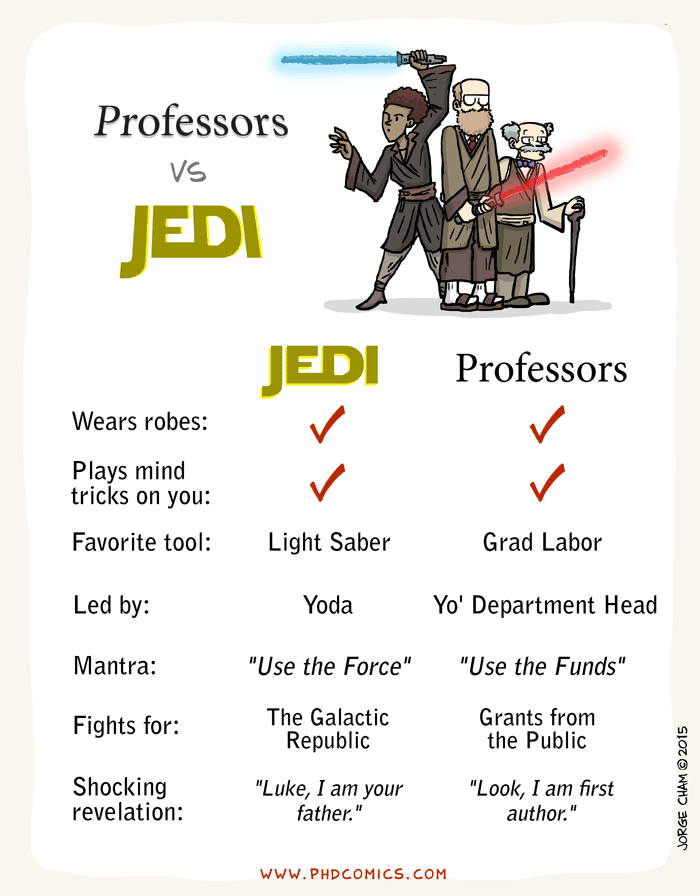 Professors
VS
JEDI
JEDI Professors
Wears robes: ✓ ✓
Plays mind
tricks on you: ✓ ✓
Favorite tool: Light Saber Grad Labor
Led by: Yoda Yo' Department Head
Mantra: "Use the Force" "Use the Funds"
Fights for: The Galactic Republic Grants from the Public
Shocking
revelation: "Luke, I am your father." "Look, I am first author."
JORGE CHAM © 2015
WWW.PHDCOMICS.COM